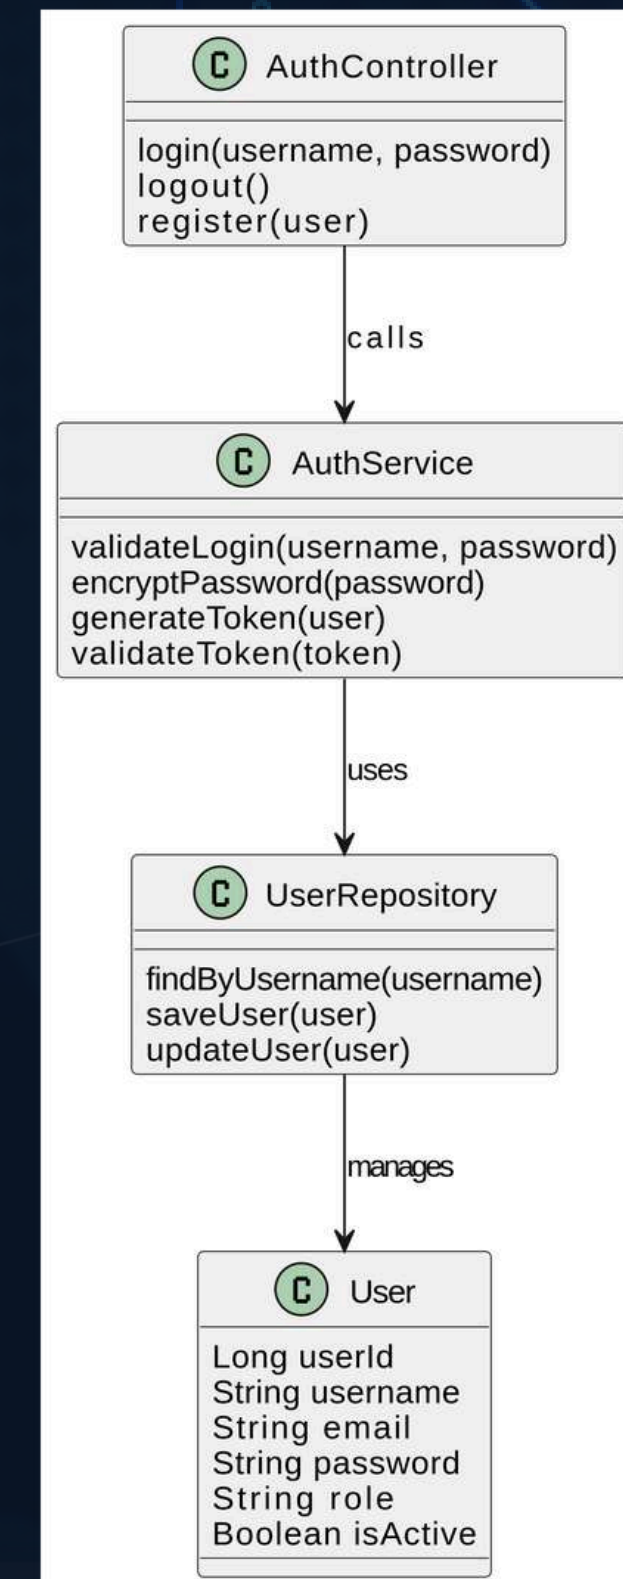 C AuthController
login(username, password)
logout()
register(user)
calls
C AuthService
validateLogin(username, password)
encryptPassword(password)
generateToken(user)
validateToken(token)
uses
C UserRepository
findByUsername(username)
saveUser(user)
updateUser(user)
manages
C User
Long userId
String username
String email
String password
String role
Boolean isActive